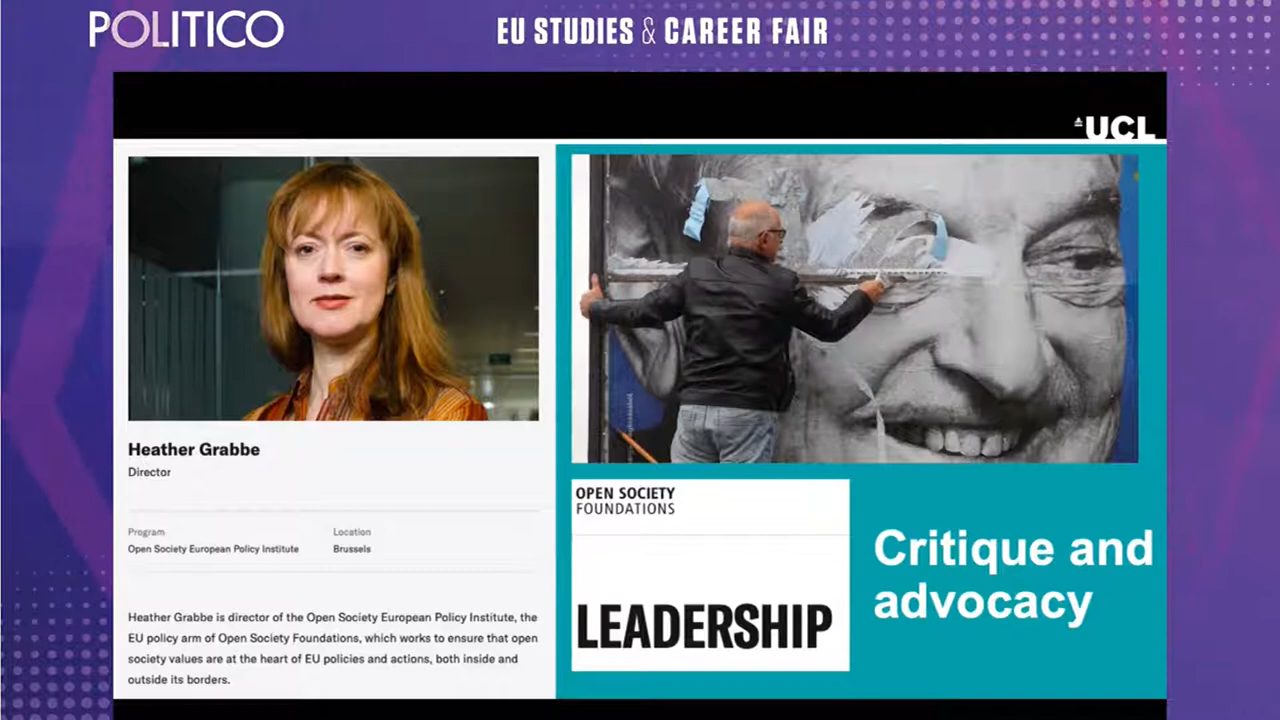 POLITICO
EU STUDIES & CAREER FAIR
UCL
Heather Grabbe
Director
Program
Location
Open Society European Policy Institute
Brussels
Heather Grabbe is director of the Open Society European Policy Institute, the
EU policy arm of Open Society Foundations, which works to ensure that open
society values are at the heart of EU policies and actions, both inside and
outside its borders.
OPEN SOCIETY
FOUNDATIONS
LEADERSHIP
Critique and
advocacy